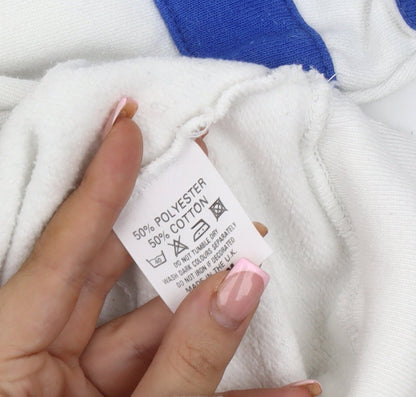 50% POLYESTER
50% COTTON
40
DO NOT TUMBLE DRY
WASH DARK COLOURS SEPARATELY
DO NOT IRON IF DECORATED
MADE IN THE U.K.